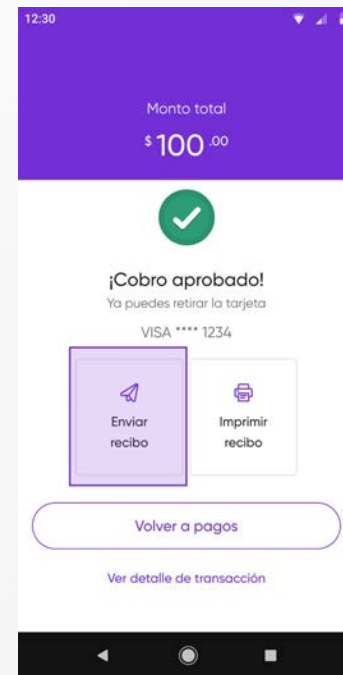 12:30
Monto total
$ 100 .00
¡Cobro aprobado!
Ya puedes retirar la tarjeta
VISA **** 1234
Enviar
recibo
Imprimir
recibo
Volver a pagos
Ver detalle de transacción